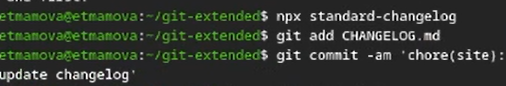 etmamova@etmamova:~/git-extended$ npx standard-changelog
etmamova@etmamova:~/git-extended$ git add CHANGELOG.md
etmamova@etmamova:~/git-extended$ git commit -am 'chore(site):
update changelog'